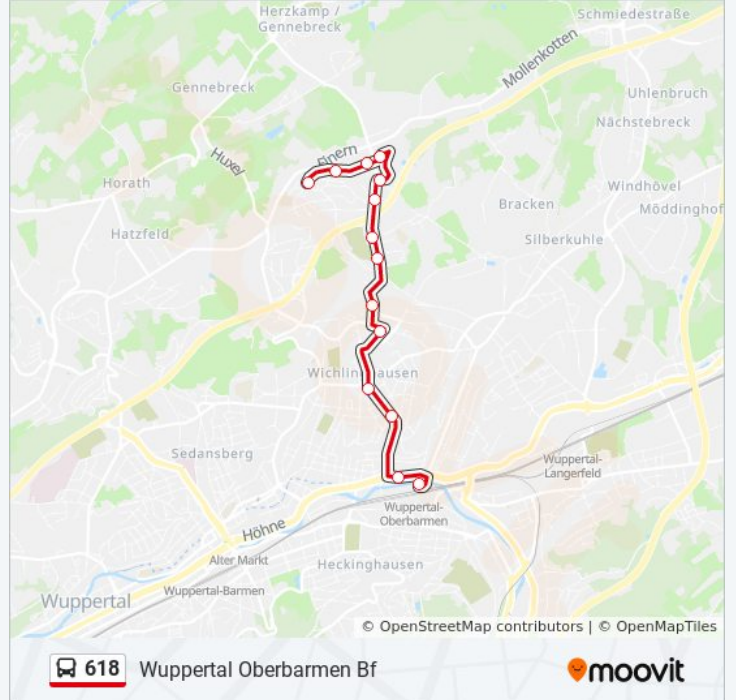 Herzkamp /
Gennebreck
Schmiedestraße
Mollenkotten
Gennebreck
Uhlenbruch
Nächstebreck
Einern
Huxel
Horath
Windhövel
Bracken
Möddinghof
Hatzfeld
Silberkuhle
Wichlinghausen
Sedansberg
Wuppertal-
Langerfeld
Wuppertal-
Oberbarmen
Höhne
Alter Markt
Heckinghausen
Wuppertal-Barmen
Wuppertal
© OpenStreetMap contributors | © OpenMapTiles
618 Wuppertal Oberbarmen Bf
moovit